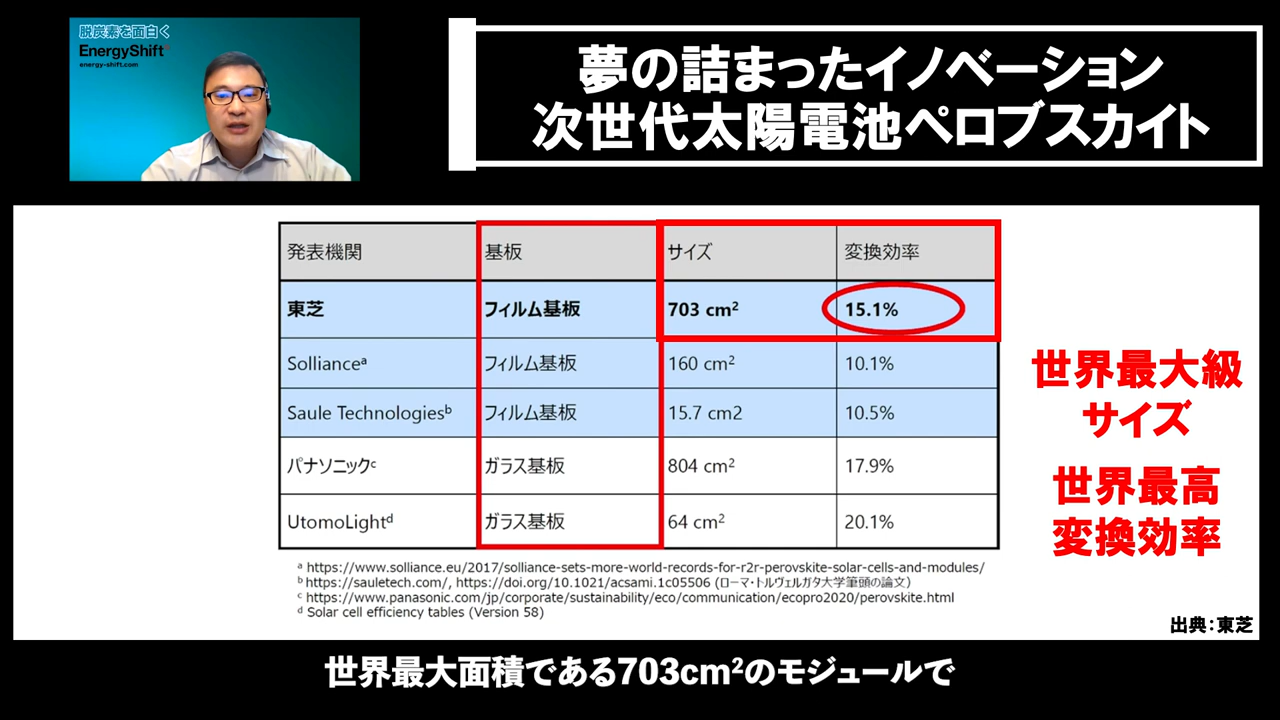 脱炭素を面白く
EnergyShift
energy-shift.com
夢の詰まったイノベーション
次世代太陽電池ペロブスカイト
発表機関 基板 サイズ 変換効率
東芝 フィルム基板 703 cm² 15.1%
Sollianceᵃ フィルム基板 160 cm² 10.1%
Saule Technologiesᵇ フィルム基板 15.7 cm2 10.5%
パナソニックᶜ ガラス基板 804 cm² 17.9%
UtomoLightᵈ ガラス基板 64 cm² 20.1%
世界最大級
サイズ
世界最高
変換効率
ᵃ https://www.solliance.eu/2017/solliance-sets-more-world-records-for-r2r-perovskite-solar-cells-and-modules/
ᵇ https://sauletech.com/, https://doi.org/10.1021/acsami.1c05506 (ローマ・トルヴェルガタ大学筆頭の論文)
ᶜ https://www.panasonic.com/jp/corporate/sustainability/eco/communication/ecopro2020/perovskite.html
ᵈ Solar cell efficiency tables (Version 58)
出典：東芝
世界最大面積である703cm²のモジュールで